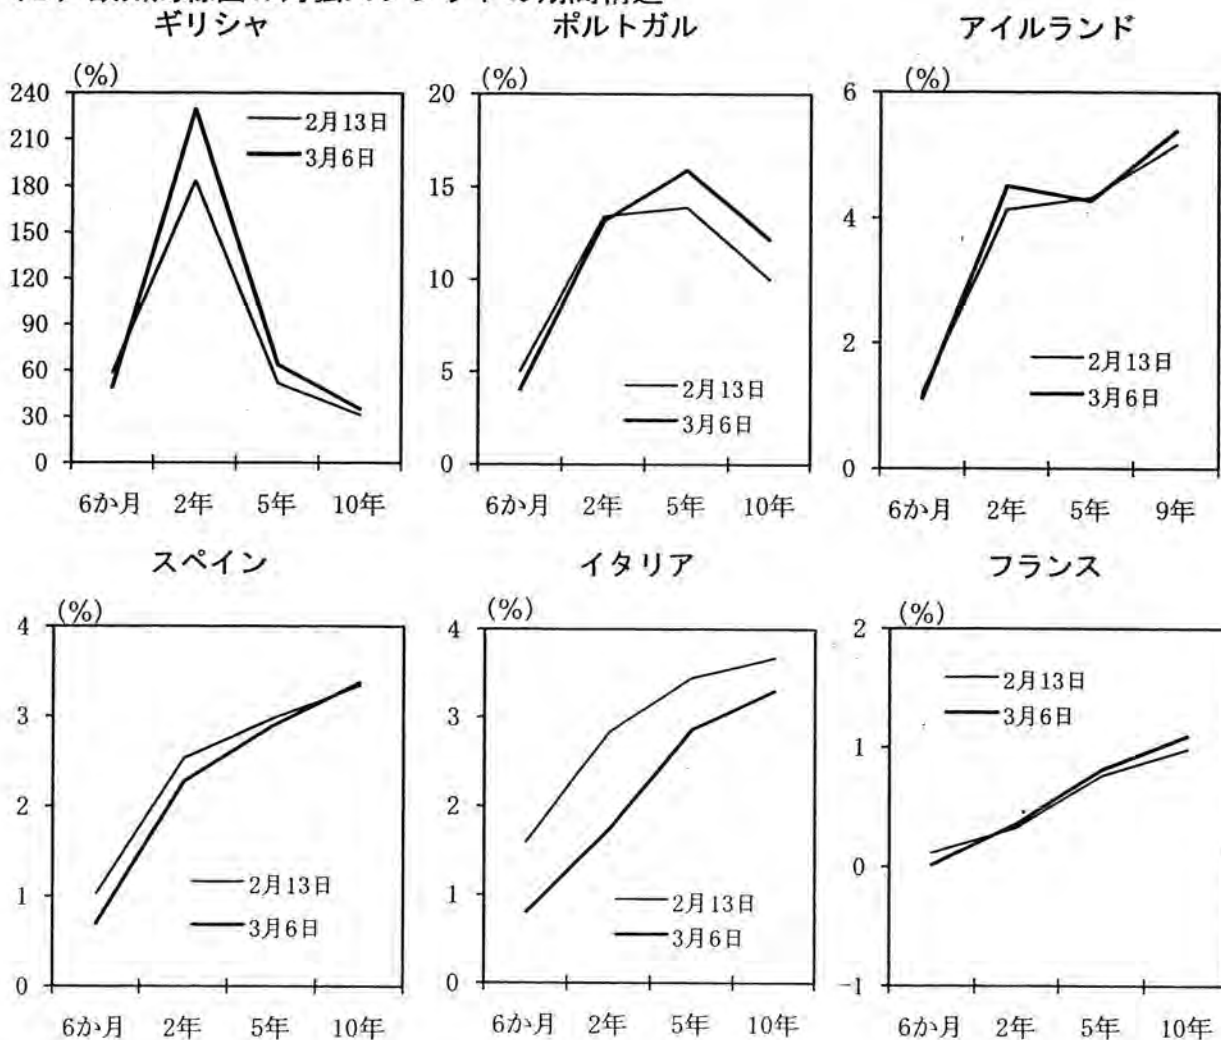 ギリシャ
(%)
240
210
180
150
120
90
60
30
0
2月13日
3月6日
6か月 2年 5年 10年
ポルトガル
(%)
20
15
10
5
0
2月13日
3月6日
6か月 2年 5年 10年
アイルランド
(%)
6
4
2
0
2月13日
3月6日
6か月 2年 5年 9年
スペイン
(%)
4
3
2
1
0
2月13日
3月6日
6か月 2年 5年 10年
イタリア
(%)
4
3
2
1
0
2月13日
3月6日
6か月 2年 5年 10年
フランス
(%)
2
1
0
-1
2月13日
3月6日
6か月 2年 5年 10年